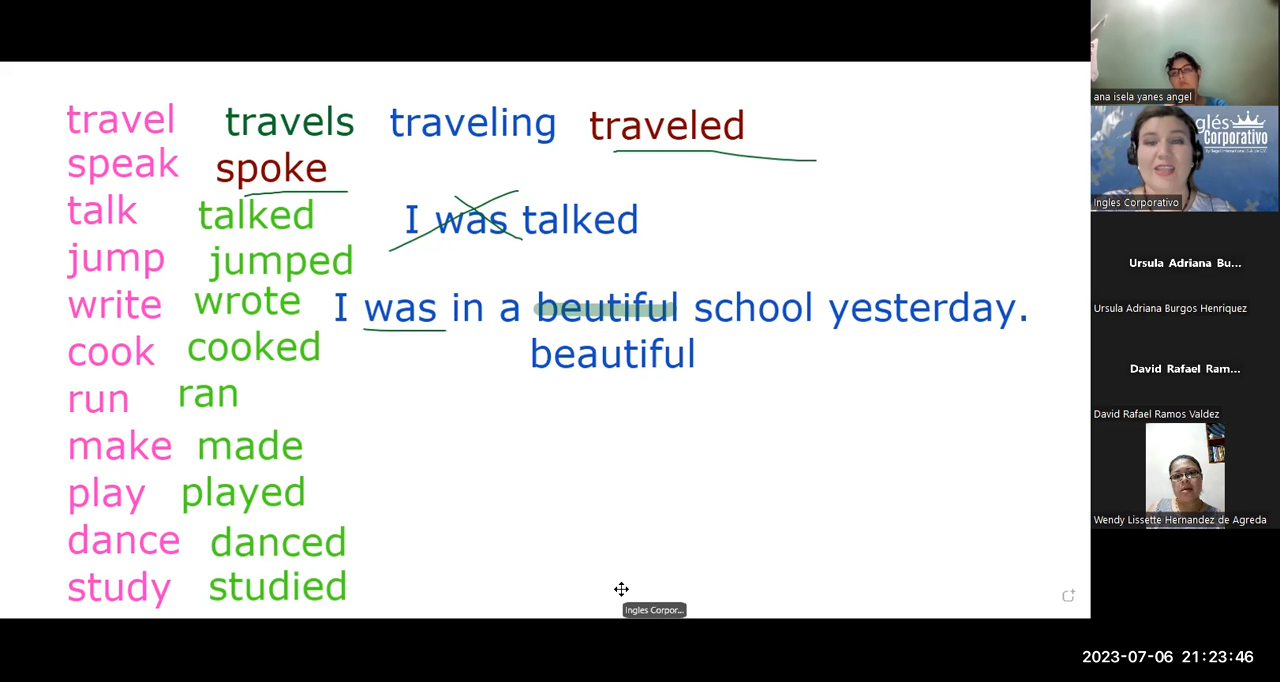 travel travels traveling traveled
speak spoke
talk talked I was talked
jump jumped
write wrote I was in a beutiful school yesterday.
cook cooked beautiful
run ran
make made
play played
dance danced
study studied
ana isela yanes angel
glés
Corporativo
Ingles Corporativo
Ursula Adriana Bu...
Ursula Adriana Burgos Henriquez
David Rafael Ram...
David Rafael Ramos Valdez
Wendy Lissette Hernandez de Agreda
Ingles Corpor...
2023-07-06 21:23:46